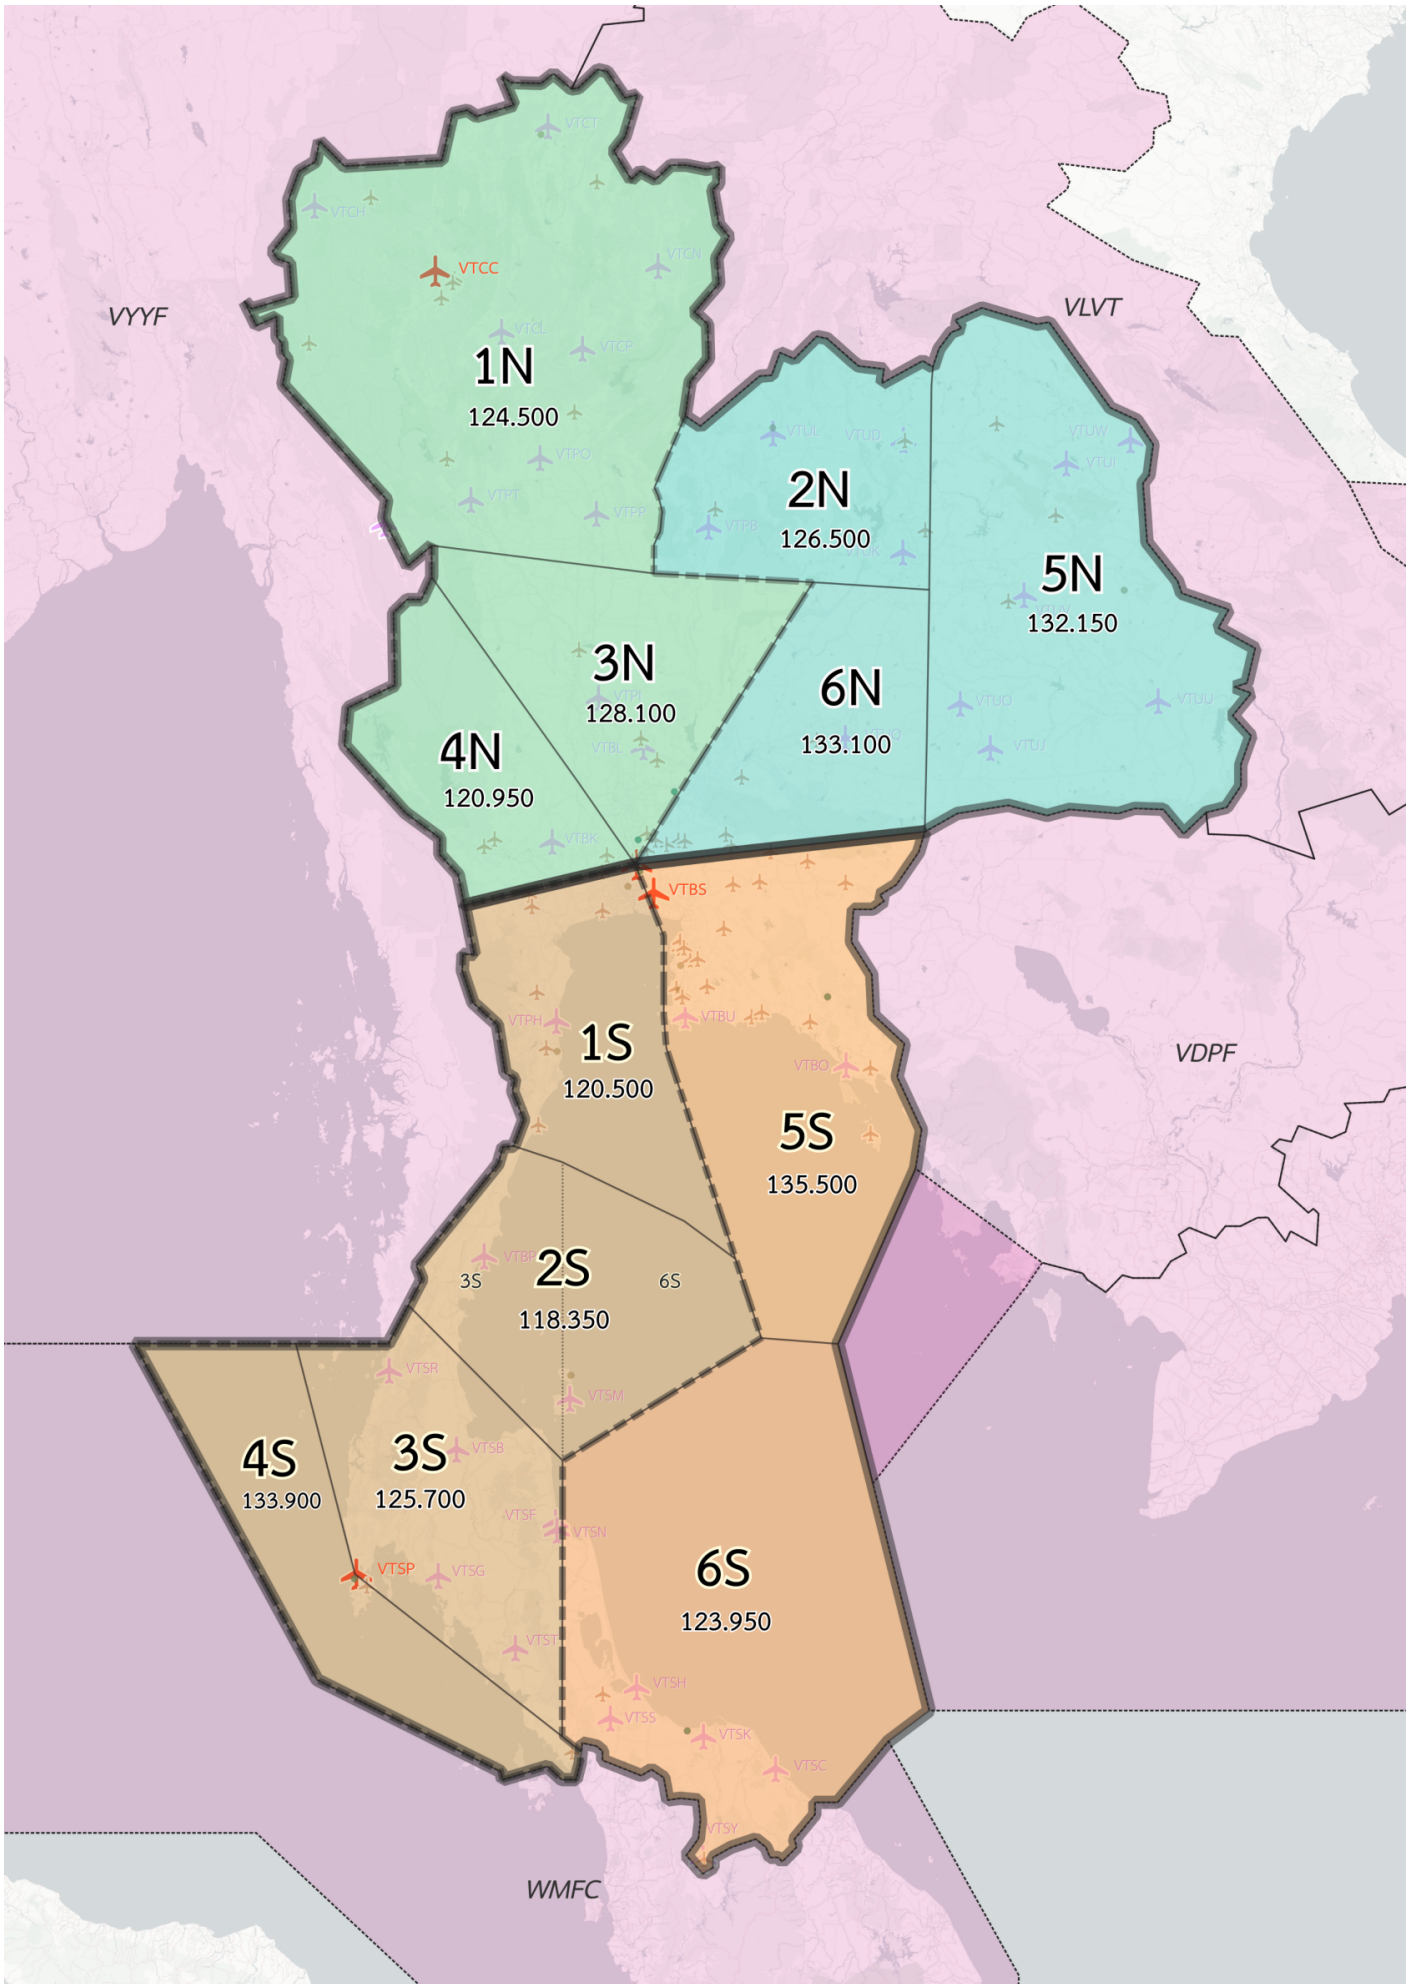 VTCT
VTCH
VTCN
VTCC
VYYF
VLVT
VTCL
VTCP
1N
124.500
VTUL
VTUD
VTUW
VTUI
VTPO
2N
126.500
VTPT
VTPP
VTPB
VTUK
5N
132.150
3N
128.100
VTPI
6N
133.100
VTUO
VTUU
VTUJ
4N
120.950
VTBL
VTBK
VTBS
VTPH
VTBU
1S
120.500
VTBO
VDPF
5S
135.500
VTBP
3S
2S
6S
118.350
VTSR
VTSM
4S
133.900
3S
125.700
VTSB
VTSF
VTSN
VTSP
VTSG
6S
123.950
VTST
VTSH
VTSS
VTSK
VTSC
VTSY
WMFC